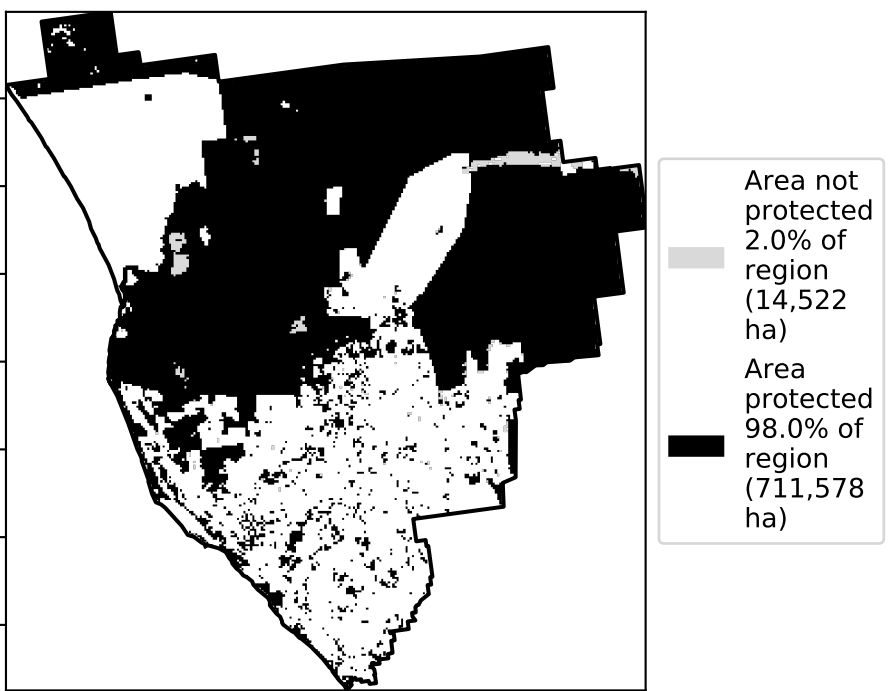 Area not
protected
2.0% of
region
(14,522
ha)
Area
protected
98.0% of
region
(711,578
ha)